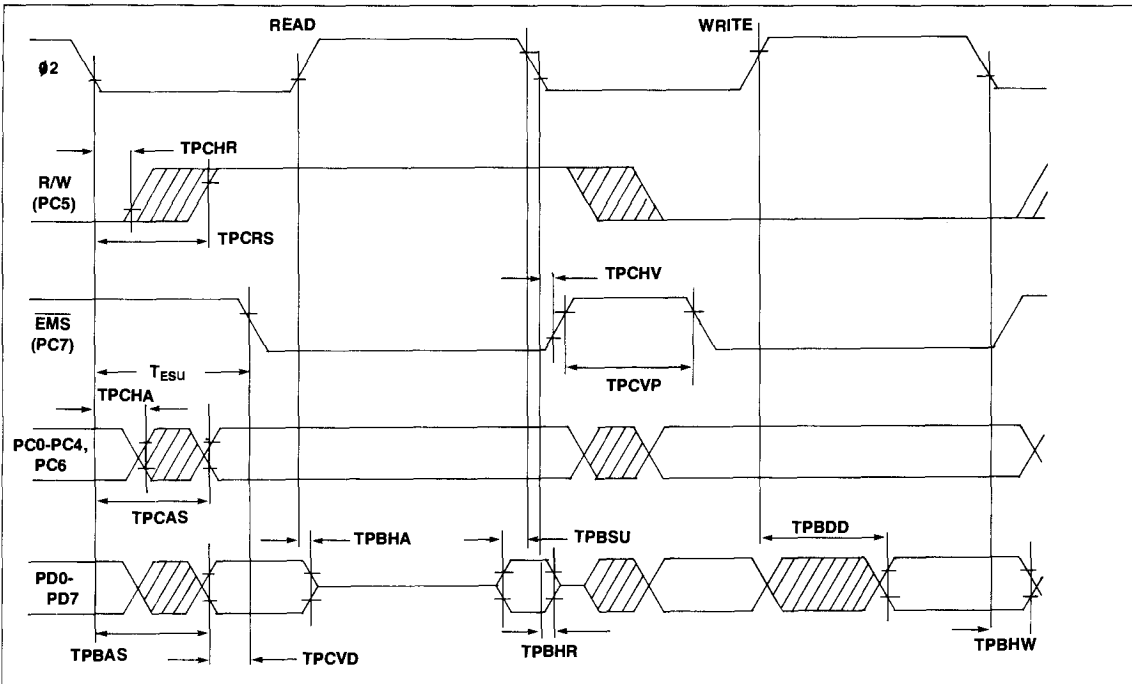 READ
WRITE
ϕ2
TPCHR
R/W
(PC5)
TPCRS
TPCHV
EMS
(PC7)
TESU
TPCVP
TPCHA
PC0-PC4,
PC6
TPCAS
TPBHA
TPBSU
TPBDD
PD0-
PD7
TPBAS
TPCVD
TPBHR
TPBHW